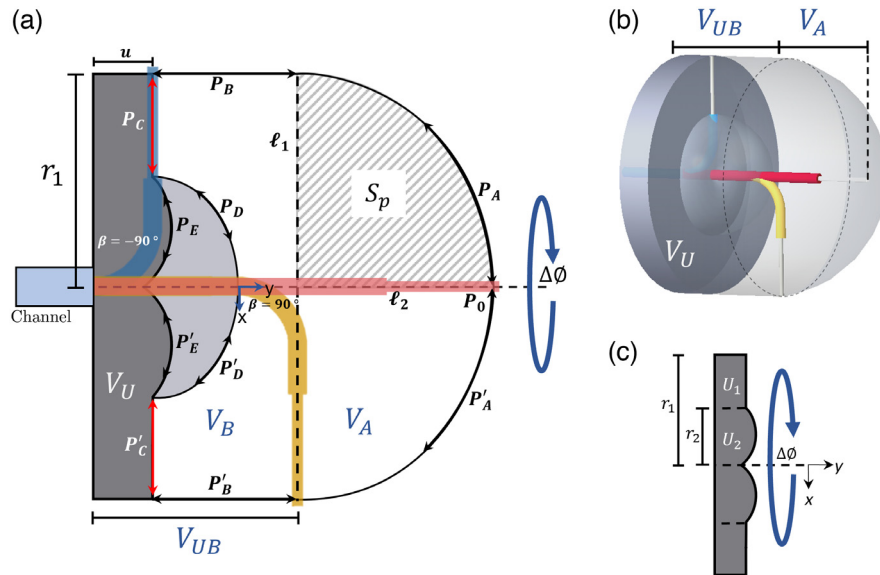 (a)
u
P_B
P_C
r_1
ℓ_1
S_p
P_A
P_D
P_E
β = −90°
y
β = 90°
x
ℓ_2
P_0
ΔØ
Channel
P'_E
P'_D
V_U
V_B
V_A
P'_A
P'_C
P'_B
V_UB
(b)
V_UB
V_A
V_U
(c)
r_1
r_2
U_1
U_2
ΔØ
y
x